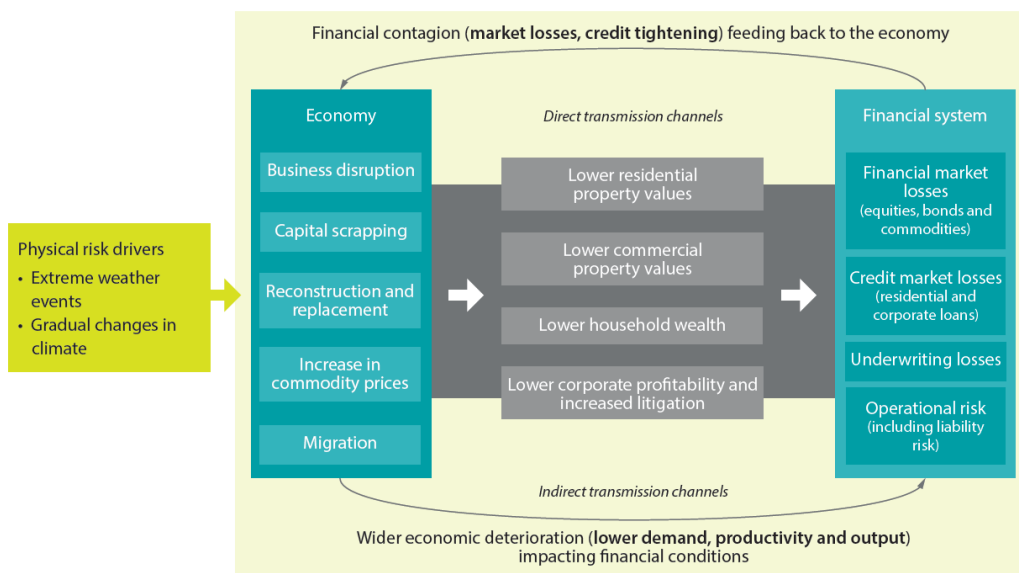 Financial contagion (market losses, credit tightening) feeding back to the economy
Physical risk drivers
• Extreme weather
events
• Gradual changes in
climate
Economy
Business disruption
Capital scrapping
Reconstruction and
replacement
Increase in
commodity prices
Migration
Direct transmission channels
Lower residential
property values
Lower commercial
property values
Lower household wealth
Lower corporate profitability and
increased litigation
Financial system
Financial market
losses
(equities, bonds and
commodities)
Credit market losses
(residential and
corporate loans)
Underwriting losses
Operational risk
(including liability
risk)
Indirect transmission channels
Wider economic deterioration (lower demand, productivity and output)
impacting financial conditions